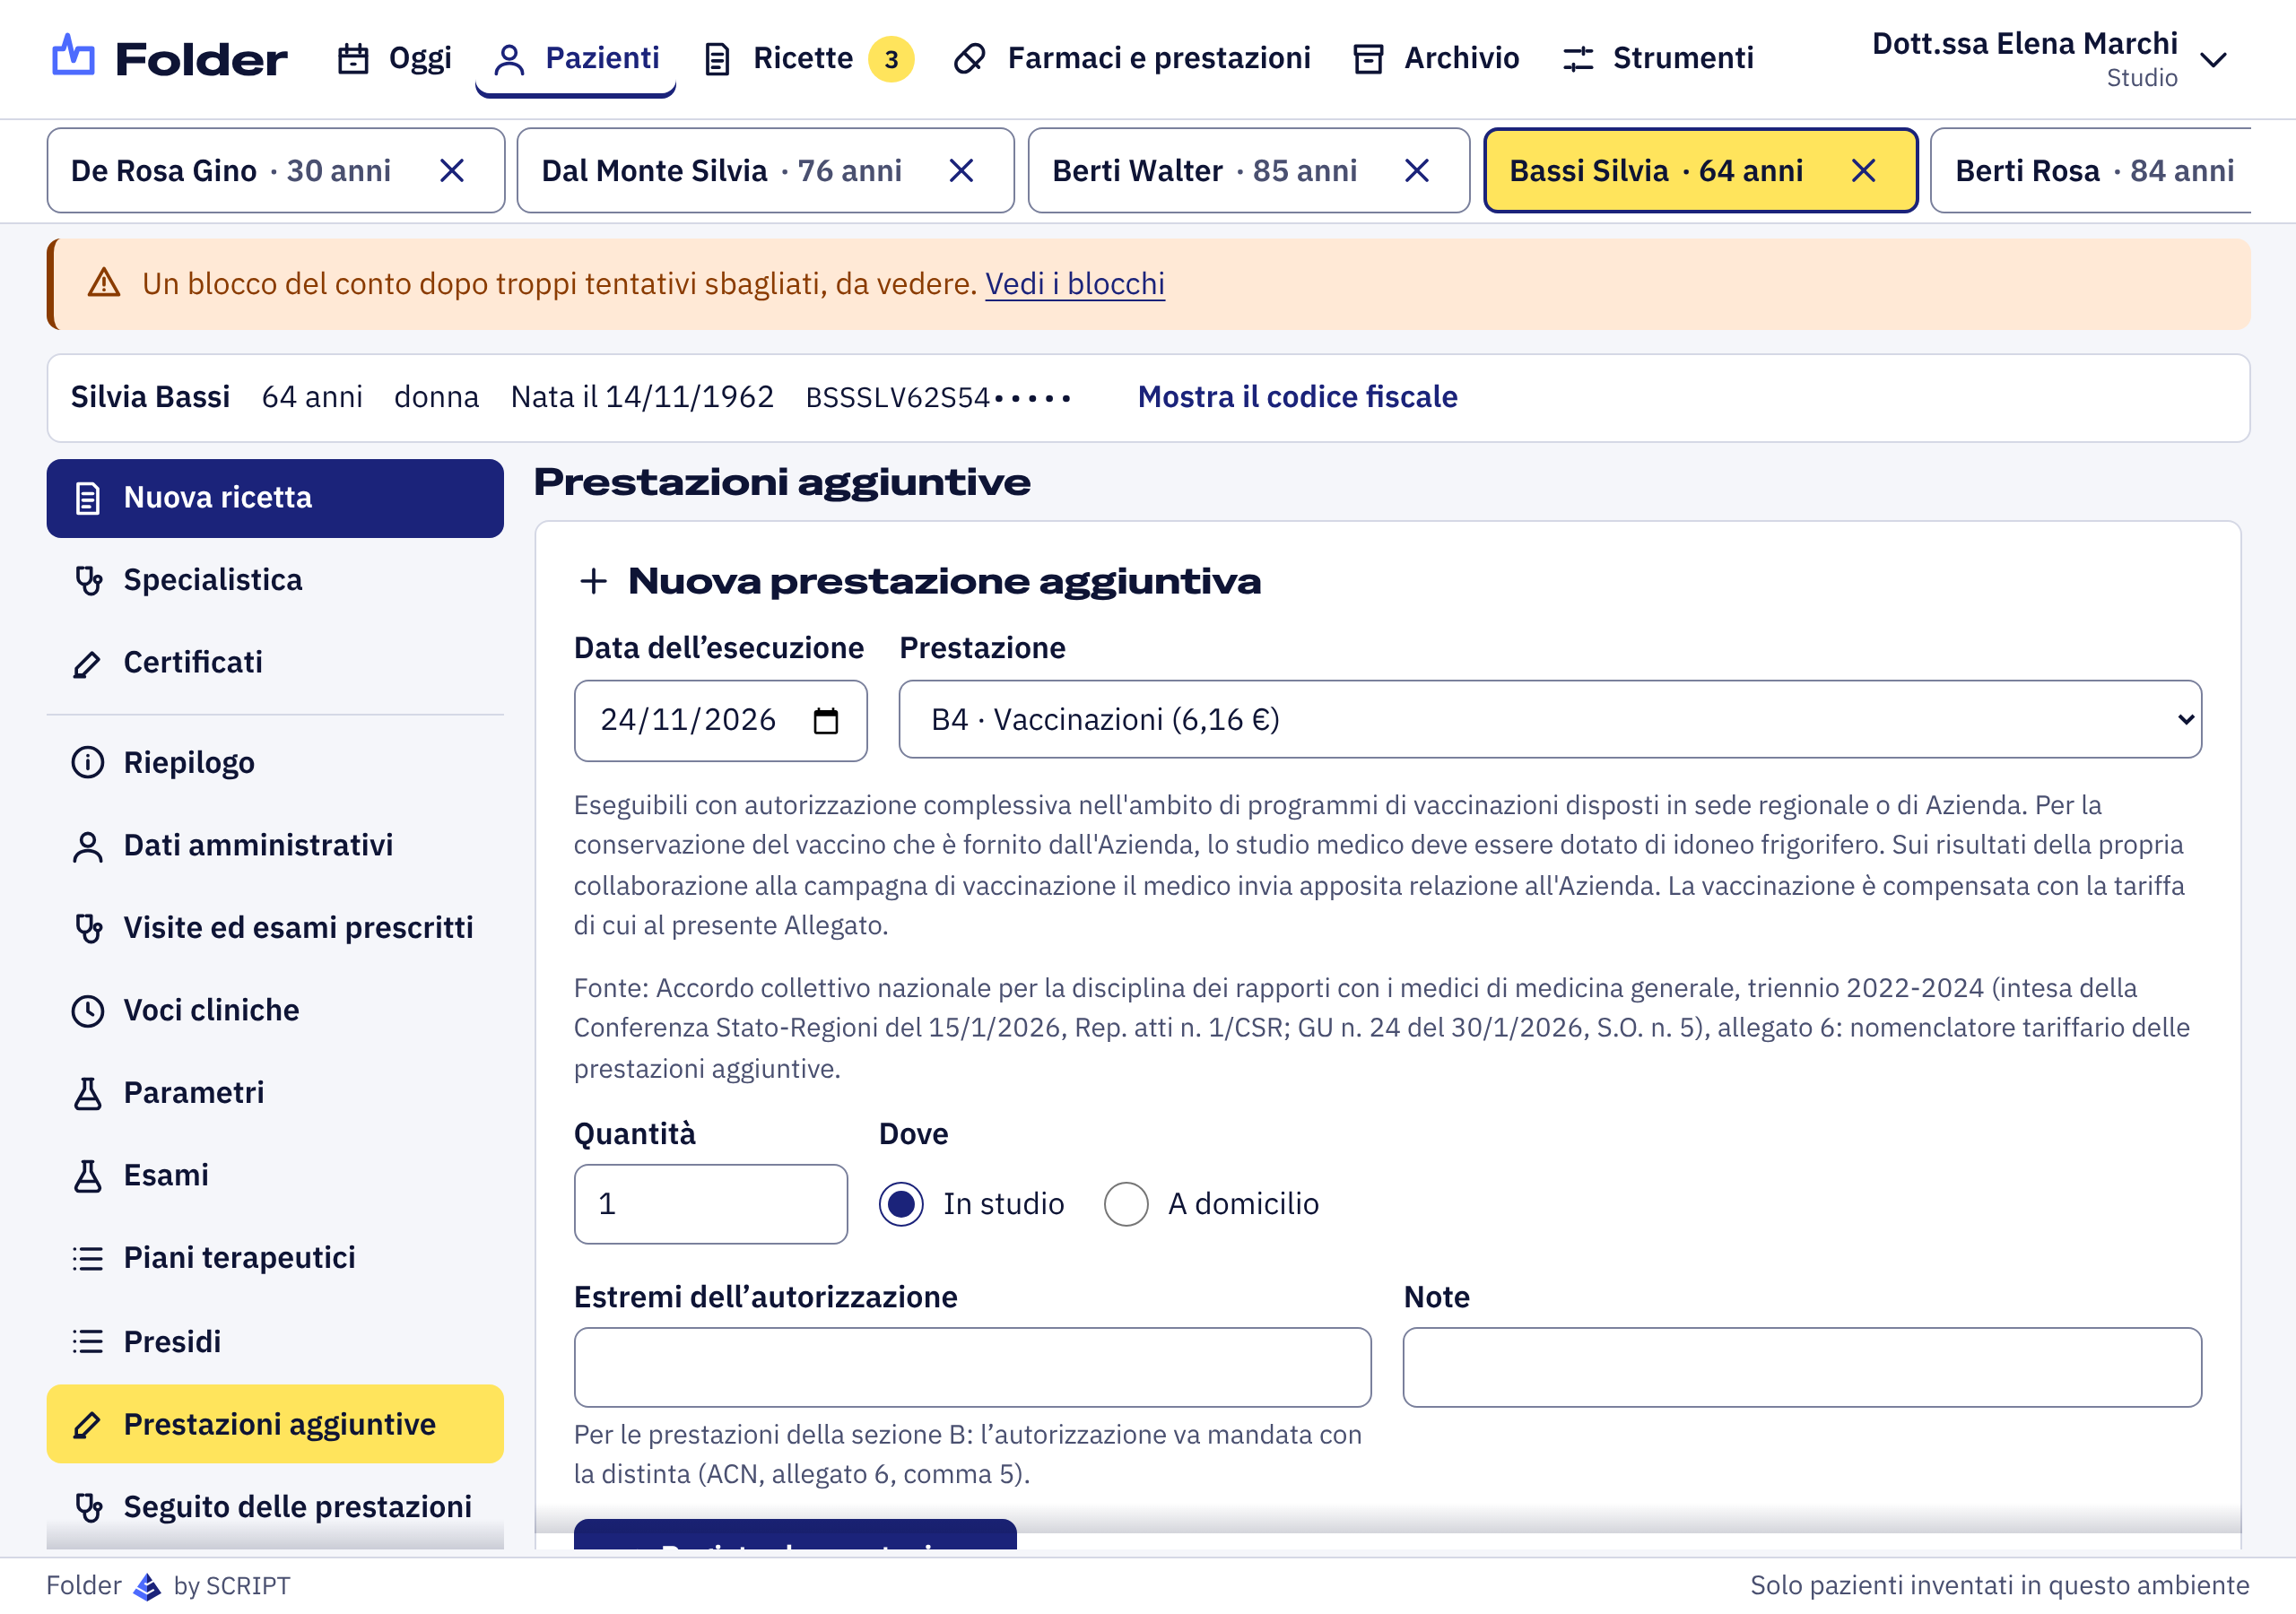 Folder
Oggi
Pazienti
Ricette 3
Farmaci e prestazioni
Archivio
Strumenti
Dott.ssa Elena Marchi
Studio
De Rosa Gino · 30 anni
Dal Monte Silvia · 76 anni
Berti Walter · 85 anni
Bassi Silvia · 64 anni
Berti Rosa · 84 anni
Un blocco del conto dopo troppi tentativi sbagliati, da vedere. Vedi i blocchi
Silvia Bassi 64 anni donna Nata il 14/11/1962 BSSSLV62S54••••• Mostra il codice fiscale
Nuova ricetta
Specialistica
Certificati
Riepilogo
Dati amministrativi
Visite ed esami prescritti
Voci cliniche
Parametri
Esami
Piani terapeutici
Presidi
Prestazioni aggiuntive
Seguito delle prestazioni
Prestazioni aggiuntive
+ Nuova prestazione aggiuntiva
Data dell’esecuzione
Prestazione
24/11/2026
B4 · Vaccinazioni (6,16 €)
Eseguibili con autorizzazione complessiva nell'ambito di programmi di vaccinazioni disposti in sede regionale o di Azienda. Per la
conservazione del vaccino che è fornito dall'Azienda, lo studio medico deve essere dotato di idoneo frigorifero. Sui risultati della propria
collaborazione alla campagna di vaccinazione il medico invia apposita relazione all'Azienda. La vaccinazione è compensata con la tariffa
di cui al presente Allegato.
Fonte: Accordo collettivo nazionale per la disciplina dei rapporti con i medici di medicina generale, triennio 2022-2024 (intesa della
Conferenza Stato-Regioni del 15/1/2026, Rep. atti n. 1/CSR; GU n. 24 del 30/1/2026, S.O. n. 5), allegato 6: nomenclatore tariffario delle
prestazioni aggiuntive.
Quantità
Dove
1
In studio
A domicilio
Estremi dell’autorizzazione
Note
Per le prestazioni della sezione B: l’autorizzazione va mandata con
la distinta (ACN, allegato 6, comma 5).
Folder by SCRIPT
Solo pazienti inventati in questo ambiente